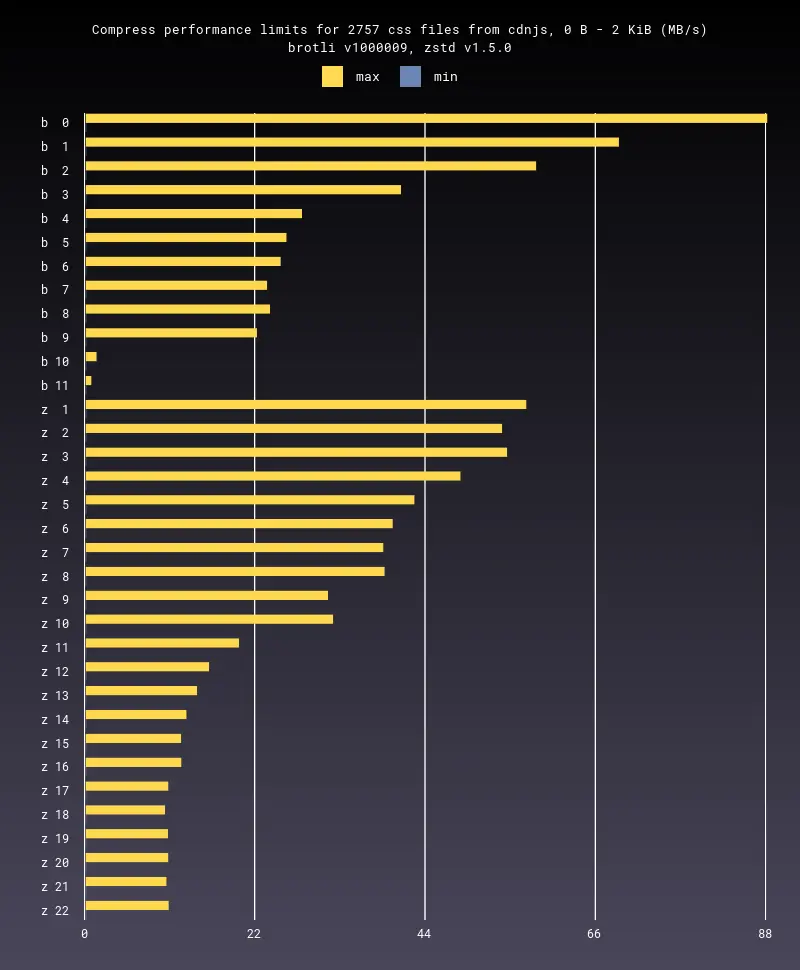 Compress performance limits for 2757 css files from cdnjs, 0 B - 2 KiB (MB/s)
brotli v1000009, zstd v1.5.0
max min
b 0
b 1
b 2
b 3
b 4
b 5
b 6
b 7
b 8
b 9
b 10
b 11
z 1
z 2
z 3
z 4
z 5
z 6
z 7
z 8
z 9
z 10
z 11
z 12
z 13
z 14
z 15
z 16
z 17
z 18
z 19
z 20
z 21
z 22
0 22 44 66 88